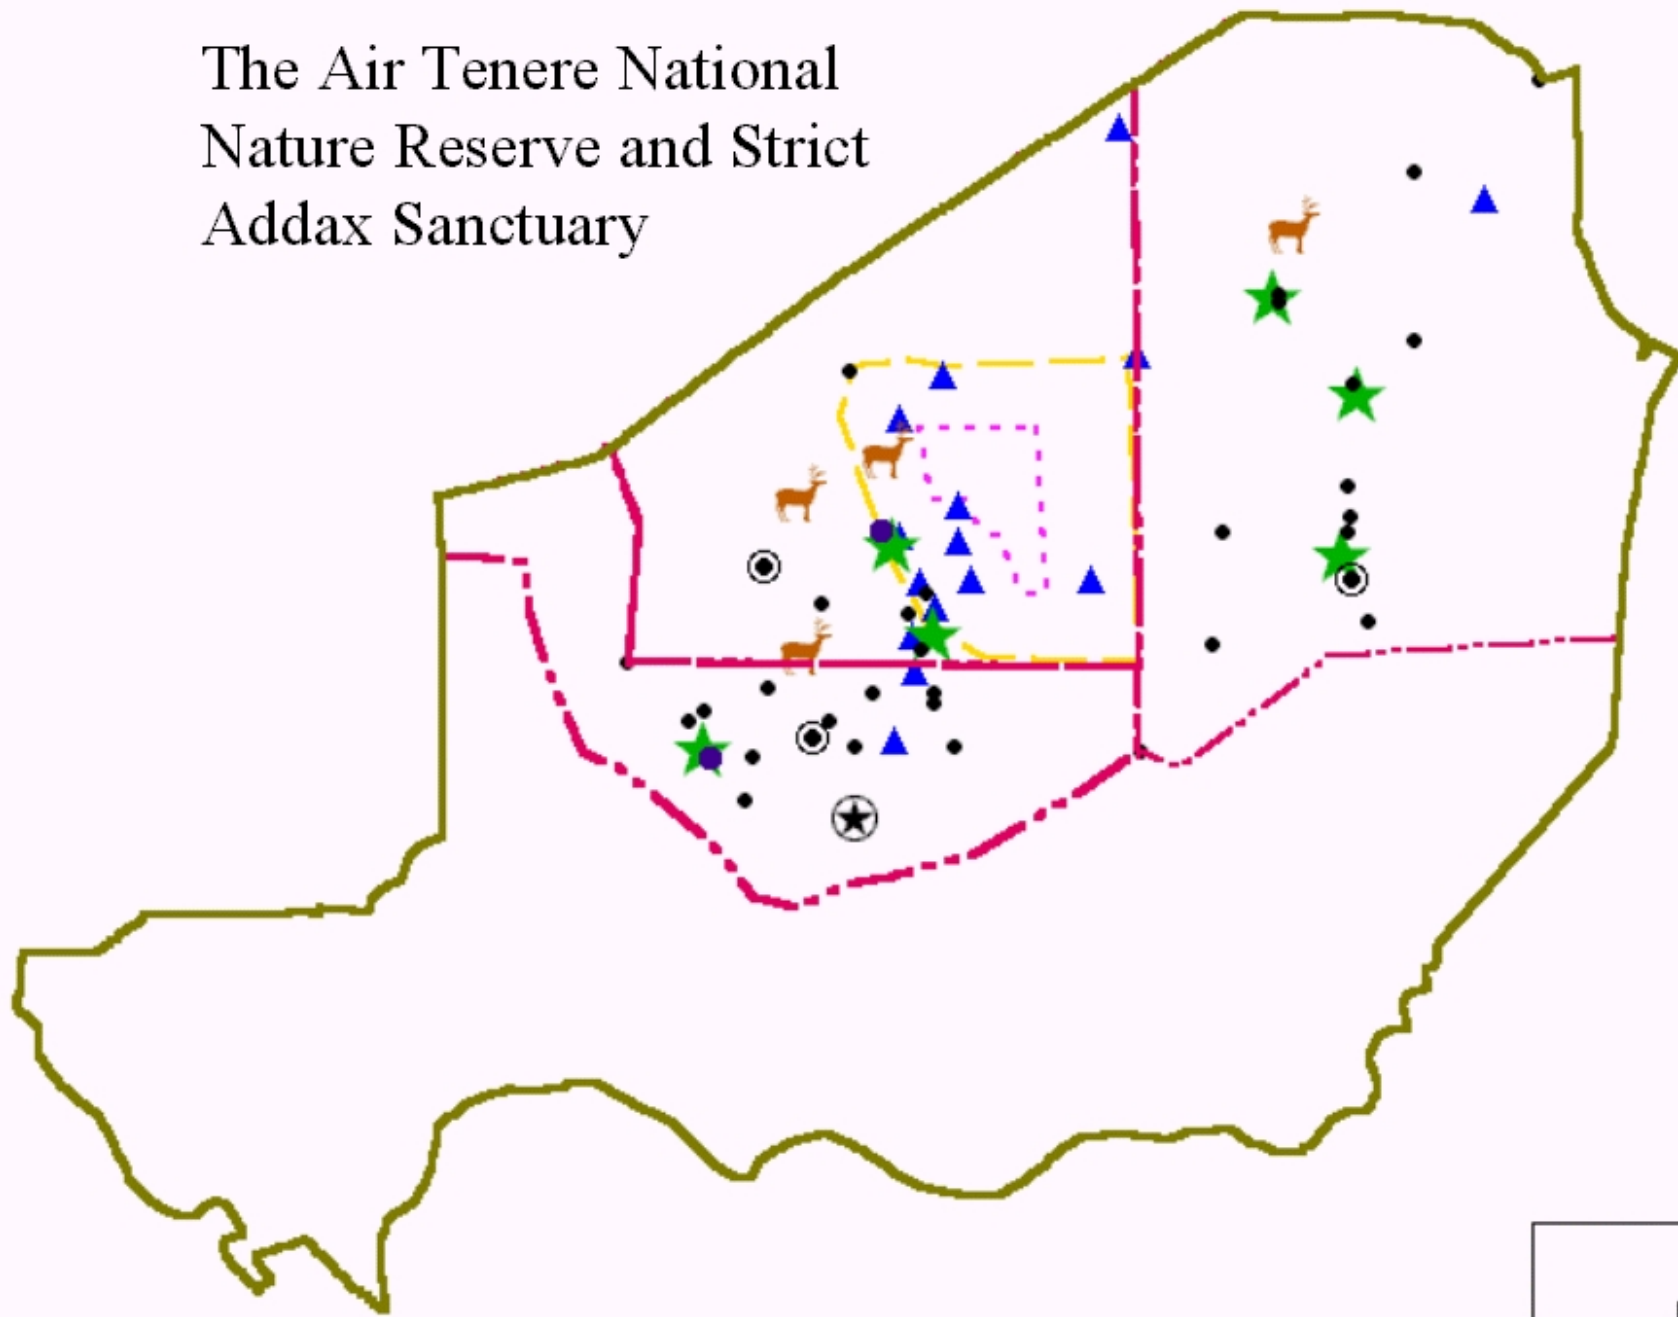 The Air Tenere National
Nature Reserve and Strict
Addax Sanctuary